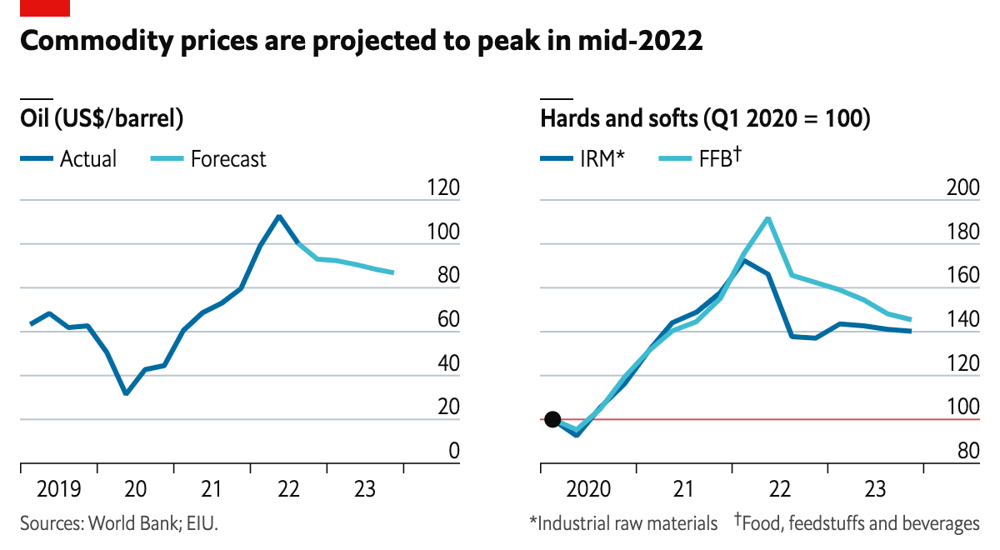 Commodity prices are projected to peak in mid-2022
Oil (US$/barrel)
Actual
Forecast
120
100
80
60
40
20
0
2019
20
21
22
23
Sources: World Bank; EIU.
Hards and softs (Q1 2020 = 100)
IRM*
FFB†
200
180
160
140
120
100
80
2020
21
22
23
*Industrial raw materials †Food, feedstuffs and beverages